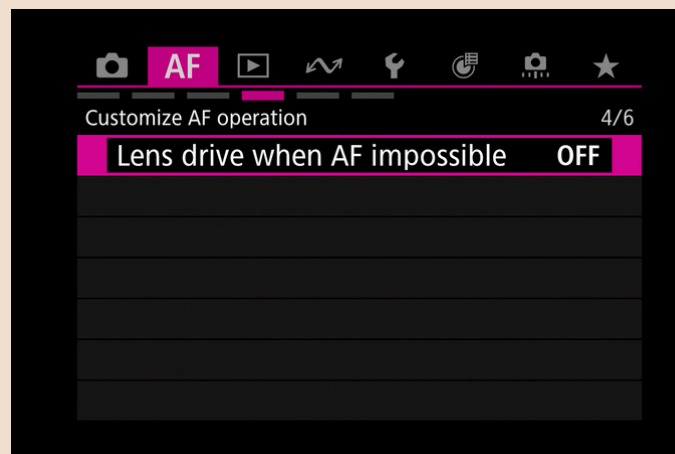 AF
Customize AF operation 4/6
Lens drive when AF impossible OFF